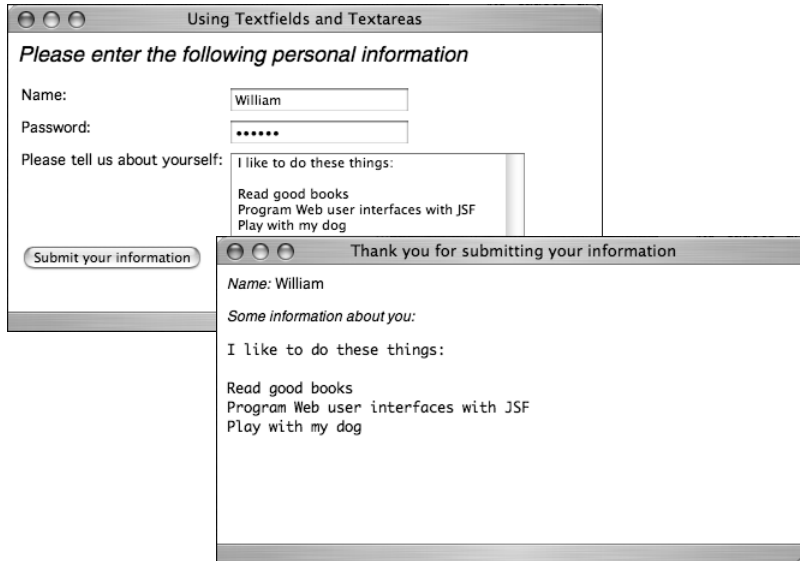 Using Textfields and Textareas
Please enter the following personal information
Name:
William
Password:
••••••
Please tell us about yourself:
I like to do these things:
Read good books
Program Web user interfaces with JSF
Play with my dog
Submit your information
Thank you for submitting your information
Name: William
Some information about you:
I like to do these things:
Read good books
Program Web user interfaces with JSF
Play with my dog